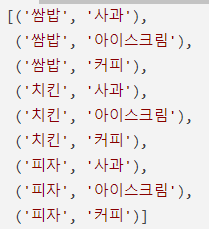 [('쌈밥', '사과'),
('쌈밥', '아이스크림'),
('쌈밥', '커피'),
('치킨', '사과'),
('치킨', '아이스크림'),
('치킨', '커피'),
('피자', '사과'),
('피자', '아이스크림'),
('피자', '커피')]